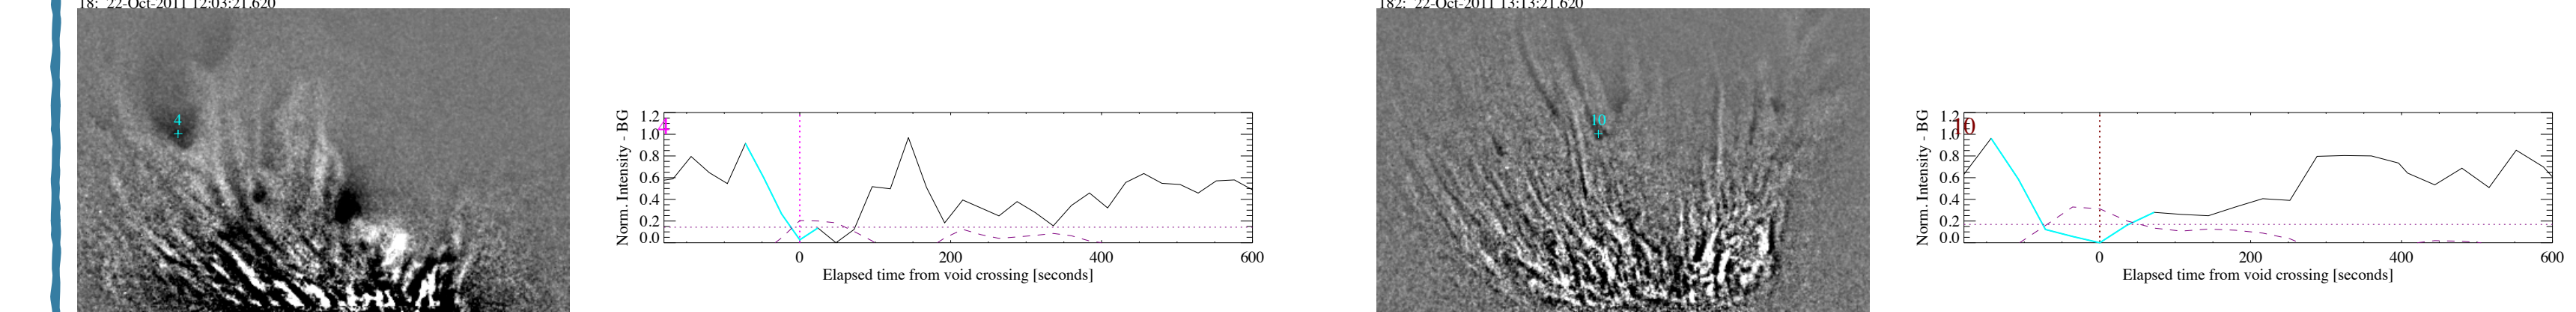 18: 22-Oct-2011 12:03:21.620
4
Norm. Intensity - BG
1.2
1.0
0.8
0.6
0.4
0.2
0.0
4
0 200 400 600
Elapsed time from void crossing [seconds]
182: 22-Oct-2011 13:13:21.620
10
Norm. Intensity - BG
1.2
1.0
0.8
0.6
0.4
0.2
0.0
10
0 200 400 600
Elapsed time from void crossing [seconds]